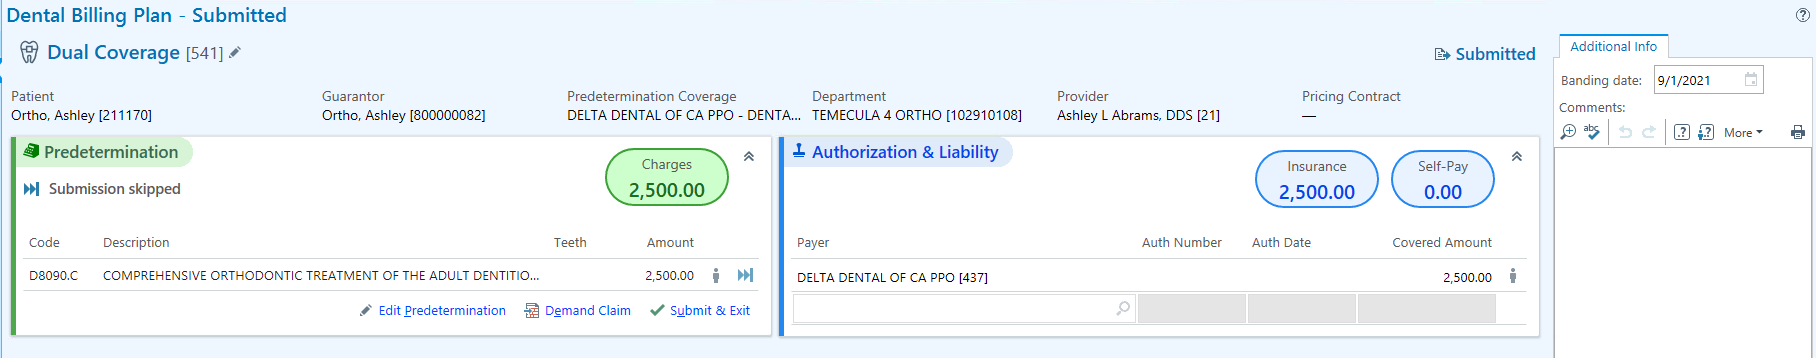 Dental Billing Plan - Submitted
Dual Coverage [541]
Submitted
Patient
Ortho, Ashley [211170]
Guarantor
Ortho, Ashley [800000082]
Predetermination Coverage
DELTA DENTAL OF CA PPO - DENTA...
Department
TEMECULA 4 ORTHO [102910108]
Provider
Ashley L Abrams, DDS [21]
Pricing Contract
—
Predetermination
Submission skipped
Charges
2,500.00
Code Description Teeth Amount
D8090.C COMPREHENSIVE ORTHODONTIC TREATMENT OF THE ADULT DENTITIO... 2,500.00
Edit Predetermination Demand Claim Submit & Exit
Authorization & Liability
Insurance
2,500.00
Self-Pay
0.00
Payer Auth Number Auth Date Covered Amount
DELTA DENTAL OF CA PPO [437] 2,500.00
Additional Info
Banding date: 9/1/2021
Comments:
abc
More